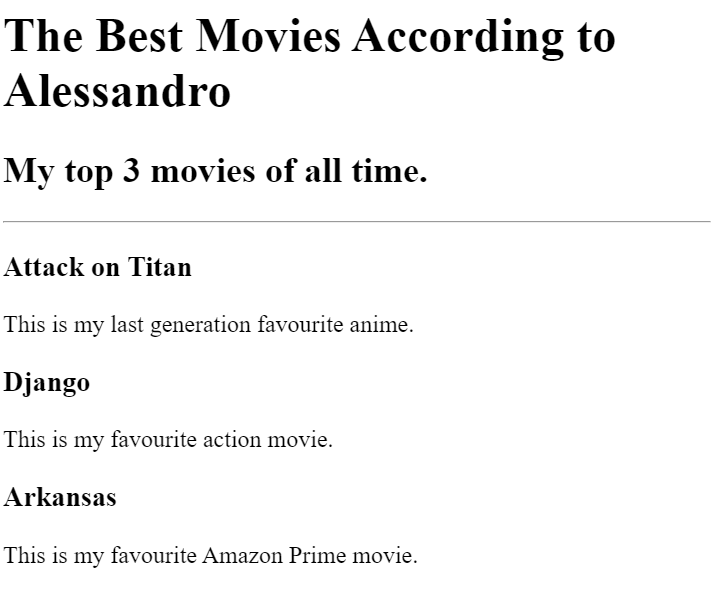 The Best Movies According to
Alessandro
My top 3 movies of all time.
Attack on Titan
This is my last generation favourite anime.
Django
This is my favourite action movie.
Arkansas
This is my favourite Amazon Prime movie.